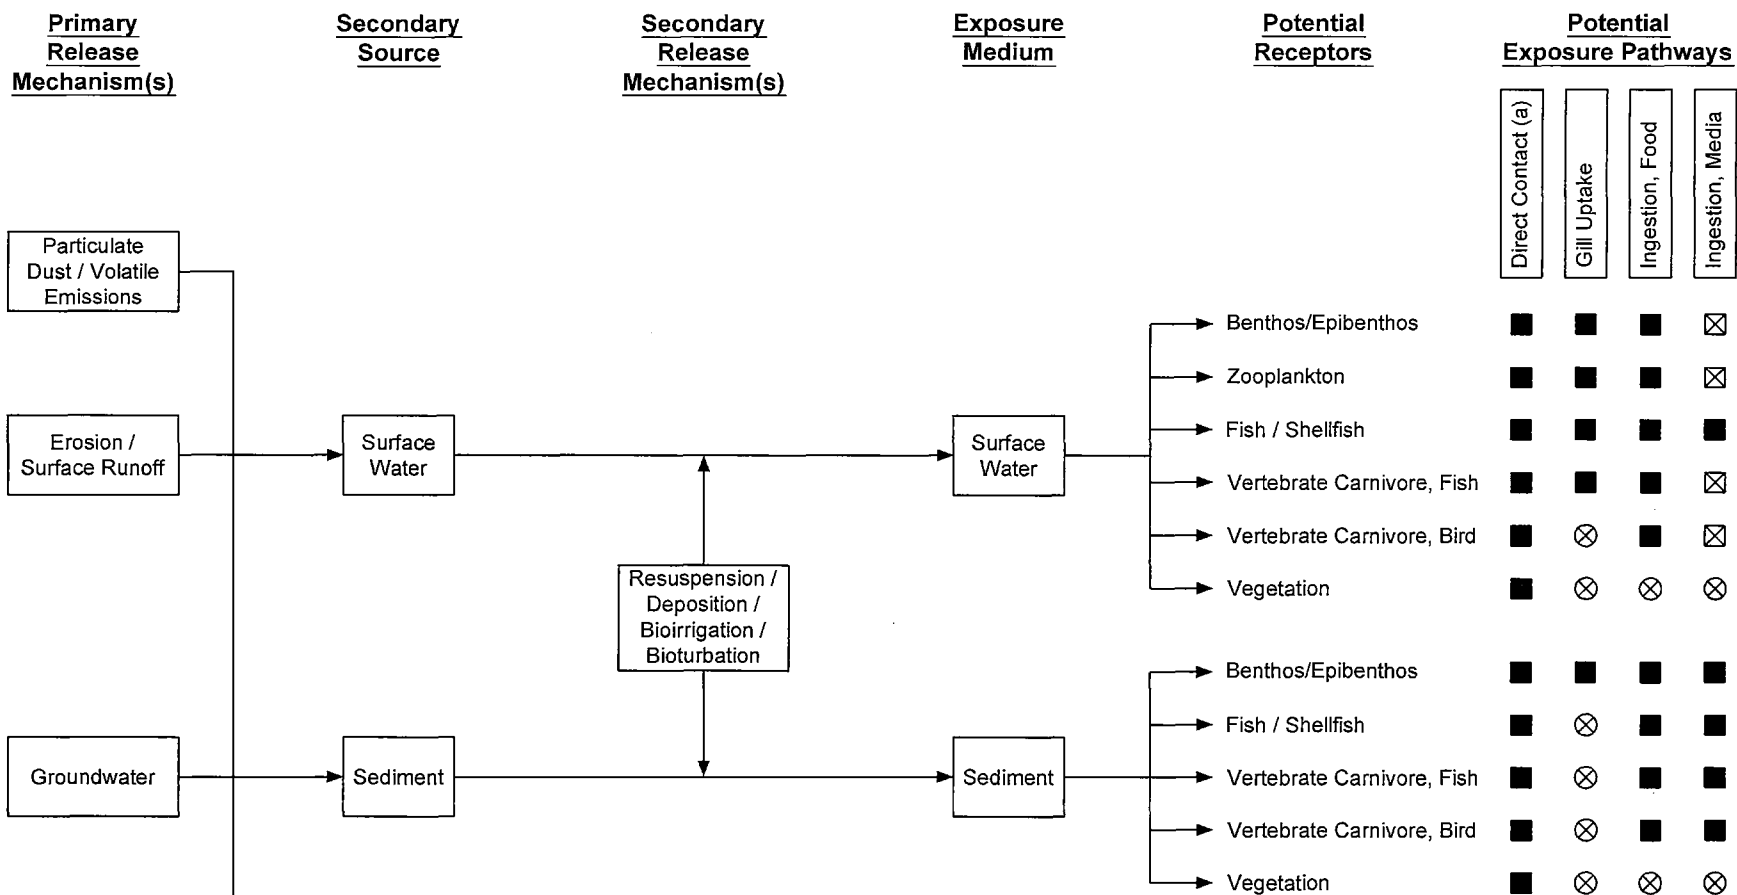 Primary
Release
Mechanism(s)
Secondary
Source
Secondary
Release
Mechanism(s)
Exposure
Medium
Potential
Receptors
Potential
Exposure Pathways
Direct Contact (a)
Gill Uptake
Ingestion, Food
Ingestion, Media
Particulate
Dust / Volatile
Emissions
Erosion /
Surface Runoff
Surface
Water
Surface
Water
Benthos/Epibenthos
Zooplankton
Fish / Shellfish
Vertebrate Carnivore, Fish
Vertebrate Carnivore, Bird
Vegetation
Resuspension /
Deposition /
Bioirrigation /
Bioturbation
Groundwater
Sediment
Sediment
Benthos/Epibenthos
Fish / Shellfish
Vertebrate Carnivore, Fish
Vertebrate Carnivore, Bird
Vegetation